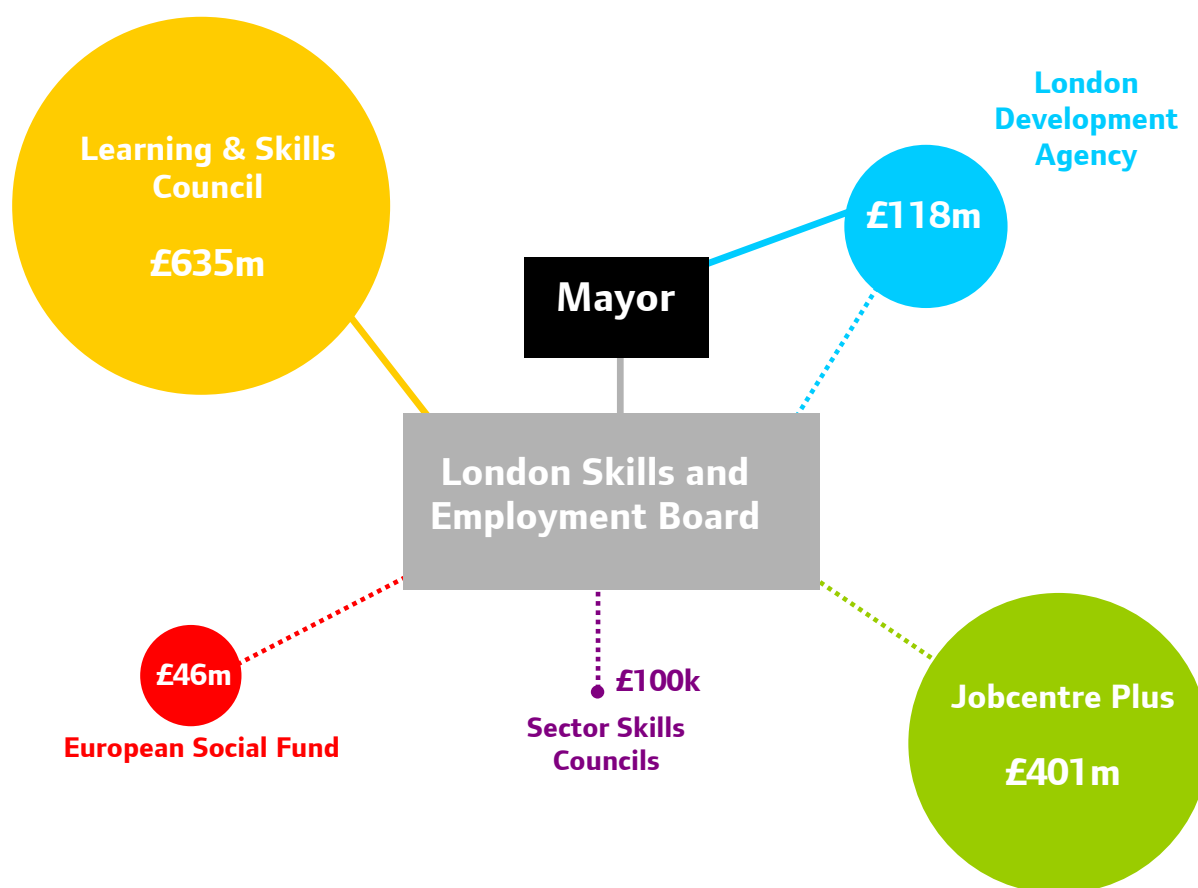 Learning & Skills
Council
£635m
London
Development
Agency
£118m
Mayor
London Skills and
Employment Board
£46m
European Social Fund
£100k
Sector Skills
Councils
Jobcentre Plus
£401m